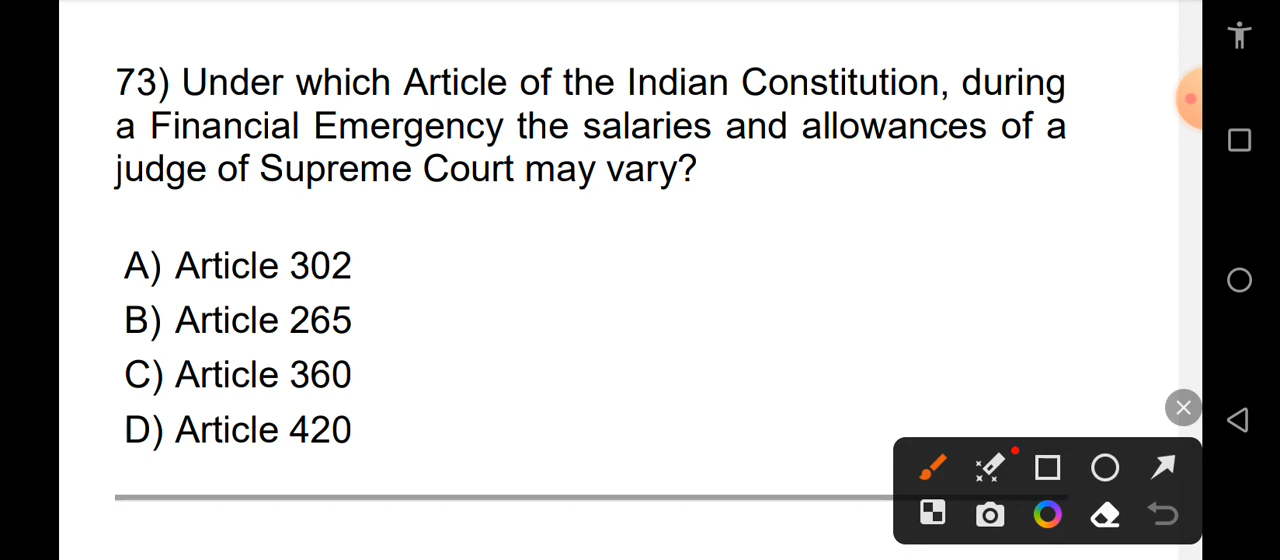 73) Under which Article of the Indian Constitution, during
a Financial Emergency the salaries and allowances of a
judge of Supreme Court may vary?
A) Article 302
B) Article 265
C) Article 360
D) Article 420